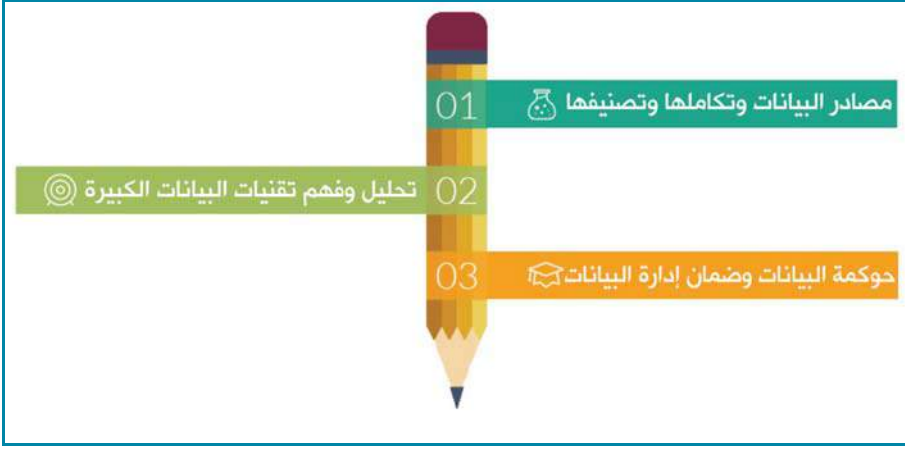 01 مصادر البيانات وتكاملها وتصنيفها
02 تحليل وفهم تقنيات البيانات الكبيرة
03 حوكمة البيانات وضمان إدارة البيانات